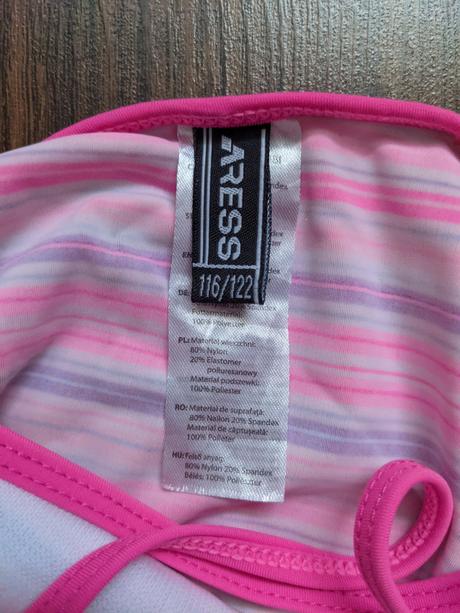 ARESS
116/122
100% Polyester
PL: Materiał wierzchni:
80% Nylon
20% Elastomer
poliuretanowy
Materiał podszewki:
100% Poliester
RO: Material de suprafață:
80% Nailon 20% Spandex
Material de căptușeală:
100% Poliester
HU: Felső anyag:
80% Nylon 20% Spandex
Bélés: 100% Poliészter